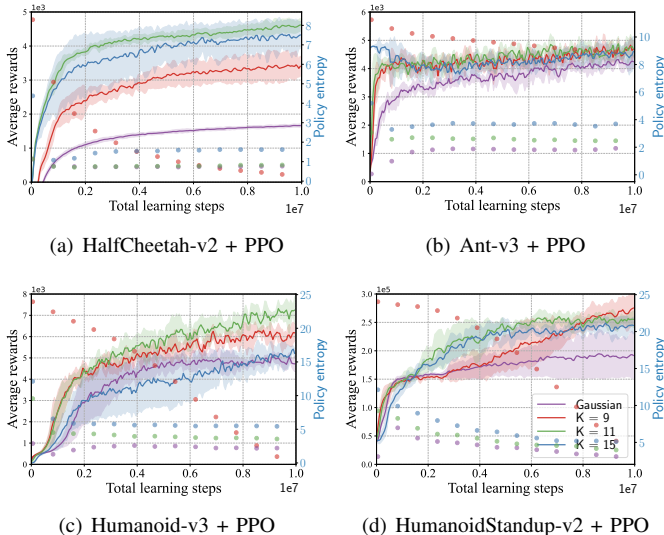 1e3
5
4
3
2
1
0
0
0.2
0.4
0.6
0.8
1.0
1e7
8
7
6
5
4
3
2
1
0
Average rewards
Policy entropy
Total learning steps
(a) HalfCheetah-v2 + PPO
1e3
6
5
4
3
2
1
0
0
0.2
0.4
0.6
0.8
1.0
1e7
10
8
6
4
2
0
Average rewards
Policy entropy
Total learning steps
(b) Ant-v3 + PPO
1e3
8
7
6
5
4
3
2
1
0
0
0.2
0.4
0.6
0.8
1.0
1e7
25
20
15
10
5
0
Average rewards
Policy entropy
Total learning steps
(c) Humanoid-v3 + PPO
1e5
3.0
2.5
2.0
1.5
1.0
0.5
0
0
0.2
0.4
0.6
0.8
1.0
1e7
25
20
15
10
5
Average rewards
Policy entropy
Total learning steps
Gaussian
K = 9
K = 11
K = 15
(d) HumanoidStandup-v2 + PPO